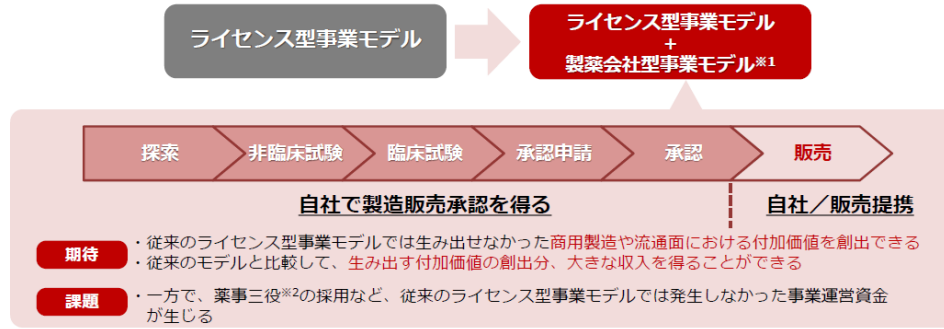 ライセンス型事業モデル
ライセンス型事業モデル
+
製薬会社型事業モデル※1
探索
非臨床試験
臨床試験
承認申請
承認
販売
自社で製造販売承認を得る
自社／販売提携
期待
・従来のライセンス型事業モデルでは生み出せなかった商用製造や流通面における付加価値を創出できる
・従来のモデルと比較して、生み出す付加価値の創出分、大きな収入を得ることができる
課題
・一方で、薬事三役※2の採用など、従来のライセンス型事業モデルでは発生しなかった事業運営資金
が生じる